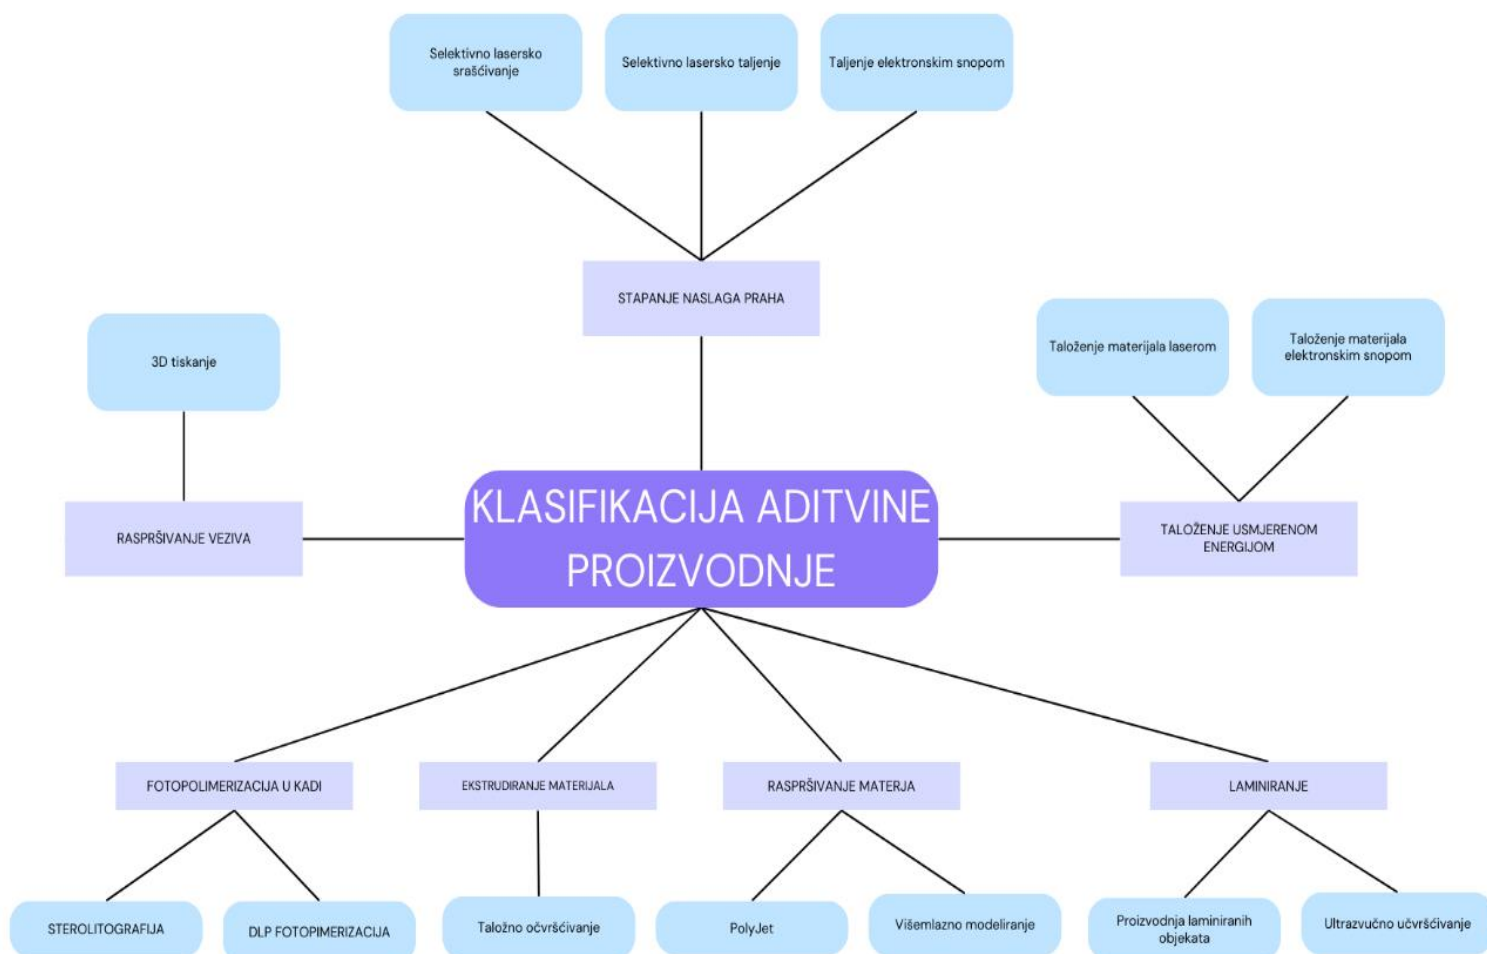 Selektivno lasersko
srašćivanje
Selektivno lasersko taljenje
Taljenje elektronskim snopom
STAPANJE NASLAGA PRAHA
3D tiskanje
Taloženje materijala laserom
Taloženje materijala
elektronskim snopom
RASPRŠIVANJE VEZIVA
KLASIFIKACIJA ADITVINE
PROIZVODNJE
TALOŽENJE USMJERENOM
ENERGIJOM
FOTOPOLIMERIZACIJA U KADI
EKSTRUDIRANJE MATERIJALA
RASPRŠIVANJE MATERJA
LAMINIRANJE
STEROLITOGRAFIJA
DLP FOTOPIMERIZACIJA
Taložno očvršćivanje
PolyJet
Višemlazno modeliranje
Proizvodnja laminiranih
objekata
Ultrazvučno učvršćivanje